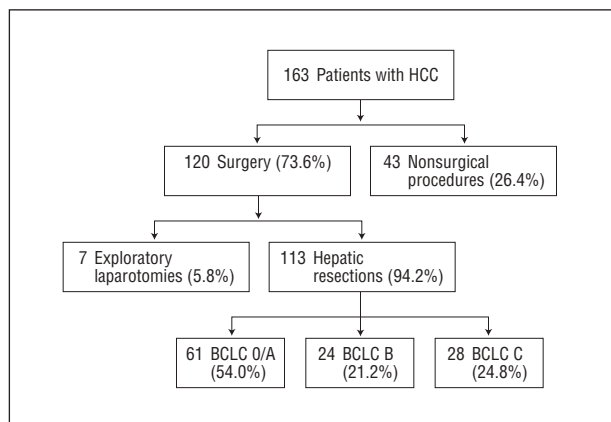 163 Patients with HCC
120 Surgery (73.6%)
43 Nonsurgical
procedures (26.4%)
7 Exploratory
laparotomies (5.8%)
113 Hepatic
resections (94.2%)
61 BCLC 0/A
(54.0%)
24 BCLC B
(21.2%)
28 BCLC C
(24.8%)